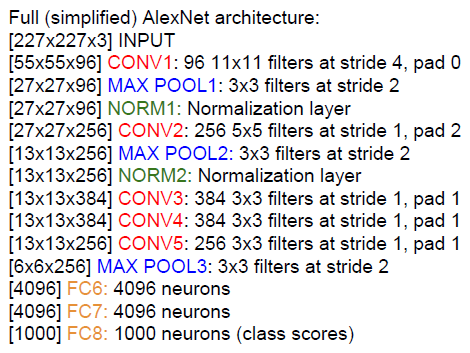 Full (simplified) AlexNet architecture:
[227x227x3] INPUT
[55x55x96] CONV1: 96 11x11 filters at stride 4, pad 0
[27x27x96] MAX POOL1: 3x3 filters at stride 2
[27x27x96] NORM1: Normalization layer
[27x27x256] CONV2: 256 5x5 filters at stride 1, pad 2
[13x13x256] MAX POOL2: 3x3 filters at stride 2
[13x13x256] NORM2: Normalization layer
[13x13x384] CONV3: 384 3x3 filters at stride 1, pad 1
[13x13x384] CONV4: 384 3x3 filters at stride 1, pad 1
[13x13x256] CONV5: 256 3x3 filters at stride 1, pad 1
[6x6x256] MAX POOL3: 3x3 filters at stride 2
[4096] FC6: 4096 neurons
[4096] FC7: 4096 neurons
[1000] FC8: 1000 neurons (class scores)